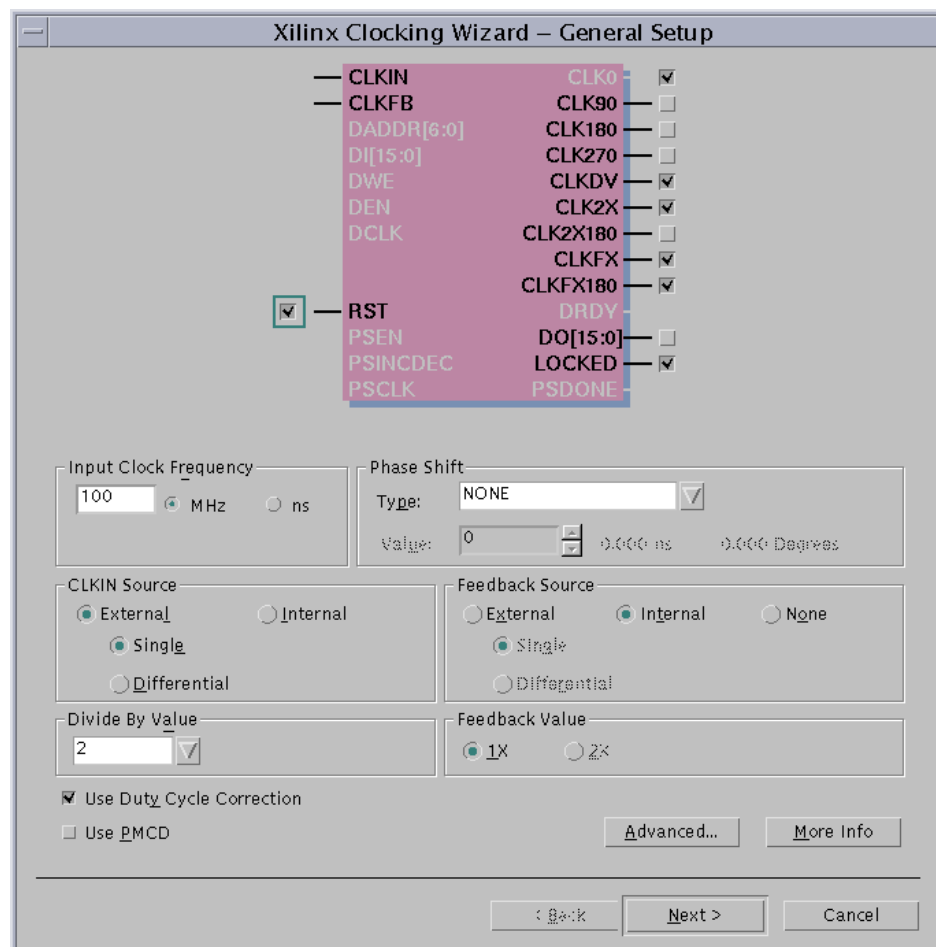 Xilinx Clocking Wizard – General Setup
CLKIN CLK0
CLKFB CLK90
DADDR[6:0] CLK180
DI[15:0] CLK270
DWE CLKDV
DEN CLK2X
DCLK CLK2X180
CLKFX
CLKFX180
RST DRDY
PSEN DO[15:0]
PSINCDEC LOCKED
PSCLK PSDONE
Input Clock Frequency
100 MHz ns
Phase Shift
Type: NONE
Value: 0 0.000 ns 0.000 Degrees
CLKIN Source
External Internal
Single
Differential
Feedback Source
External Internal None
Single
Differential
Divide By Value
2
Feedback Value
1X 2X
Use Duty Cycle Correction
Use PMCD
Advanced... More Info
< Back Next > Cancel